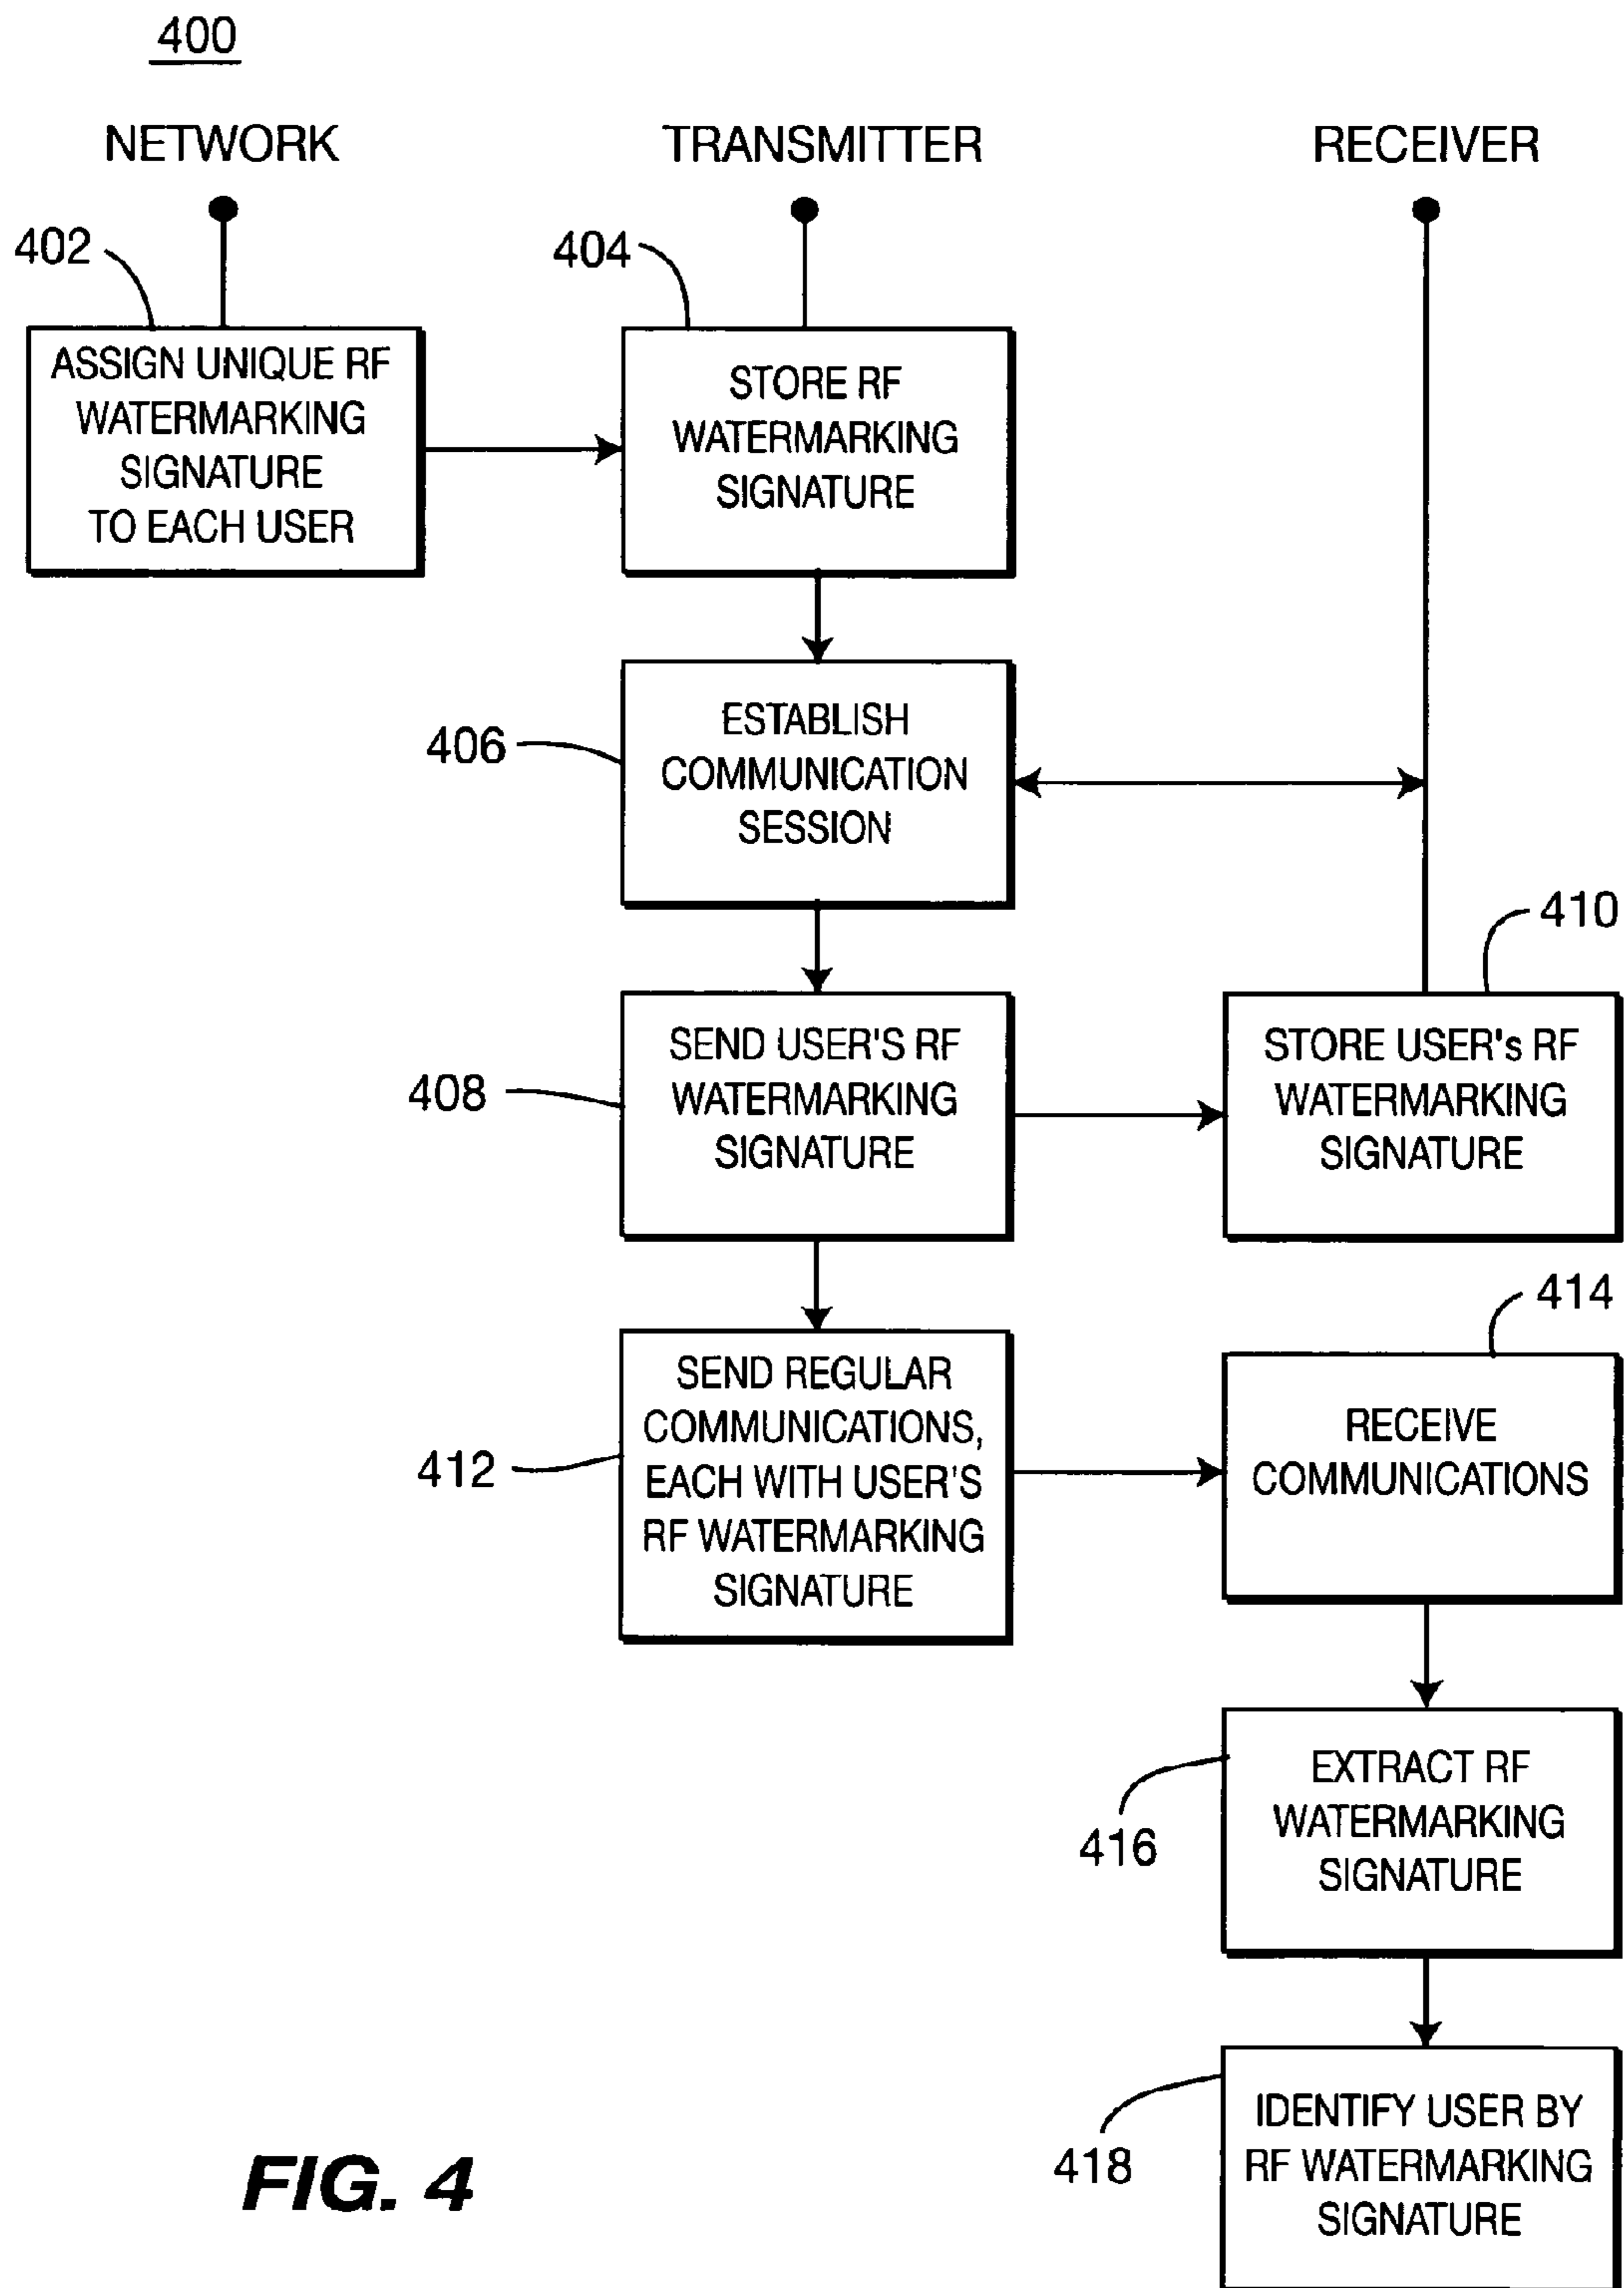 400
NETWORK
TRANSMITTER
RECEIVER
402
404
ASSIGN UNIQUE RF
WATERMARKING
SIGNATURE
TO EACH USER
STORE RF
WATERMARKING
SIGNATURE
406
ESTABLISH
COMMUNICATION
SESSION
410
408
SEND USER'S RF
WATERMARKING
SIGNATURE
STORE USER's RF
WATERMARKING
SIGNATURE
414
412
SEND REGULAR
COMMUNICATIONS,
EACH WITH USER'S
RF WATERMARKING
SIGNATURE
RECEIVE
COMMUNICATIONS
416
EXTRACT RF
WATERMARKING
SIGNATURE
418
IDENTIFY USER BY
RF WATERMARKING
SIGNATURE
FIG. 4